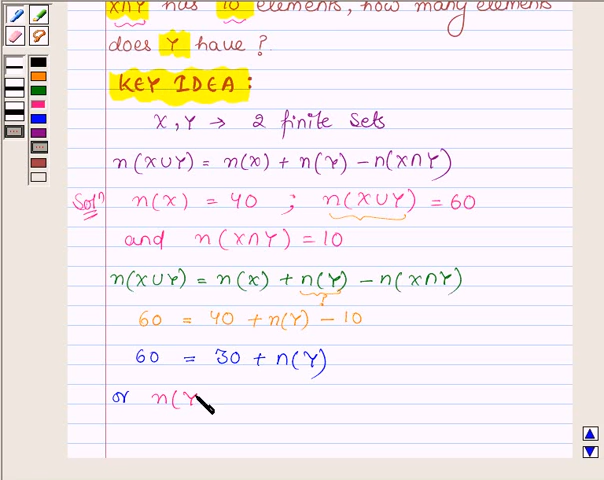 X∩Y has 10 elements, how many elements
does Y have ?
KEY IDEA :
X, Y → 2 finite sets
n(X∪Y) = n(X) + n(Y) - n(X∩Y)
Solⁿ n(X) = 40 ; n(X∪Y) = 60
and n(X∩Y) = 10
n(X∪Y) = n(X) + n(Y) - n(X∩Y)
?
60 = 40 + n(Y) - 10
60 = 30 + n(Y)
or n(Y